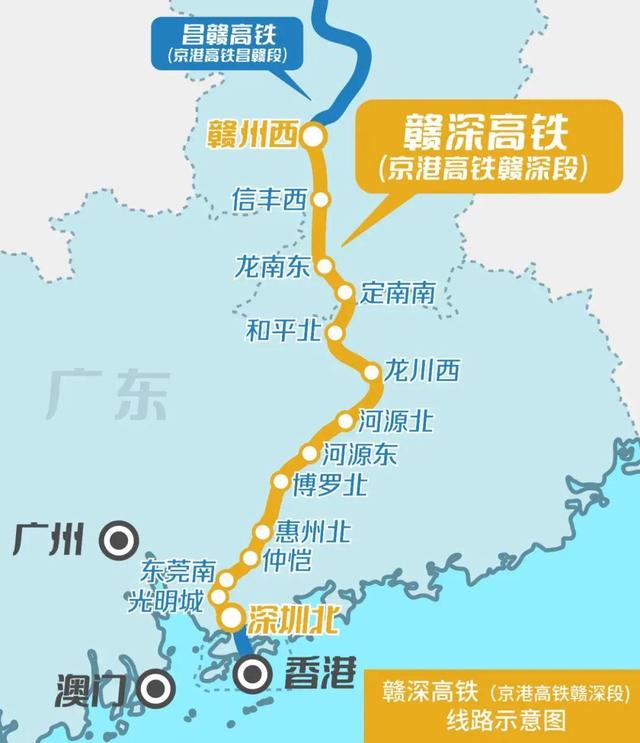 昌赣高铁
(京港高铁昌赣段)
赣州西
赣深高铁
(京港高铁赣深段)
信丰西
龙南东
定南南
和平北
龙川西
广东
河源北
河源东
博罗北
广州
惠州北
仲恺
东莞南
光明城
深圳北
香港
澳门
赣深高铁（京港高铁赣深段）
线路示意图